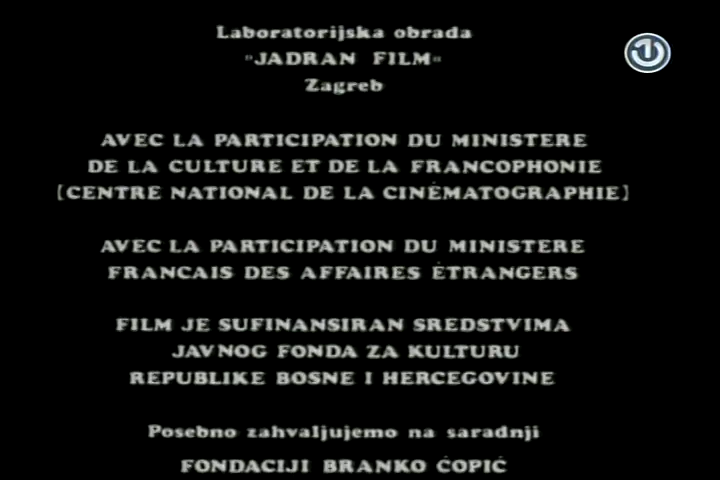 Laboratorijska obrada
"JADRAN FILM"
Zagreb
AVEC LA PARTICIPATION DU MINISTERE
DE LA CULTURE ET DE LA FRANCOPHONIE
(CENTRE NATIONAL DE LA CINÉMATOGRAPHIE)
AVEC LA PARTICIPATION DU MINISTERE
FRANCAIS DES AFFAIRES ÉTRANGERS
FILM JE SUFINANSIRAN SREDSTVIMA
JAVNOG FONDA ZA KULTURU
REPUBLIKE BOSNE I HERCEGOVINE
Posebno zahvaljujemo na saradnji
FONDACIJI BRANKO ĆOPIĆ
1